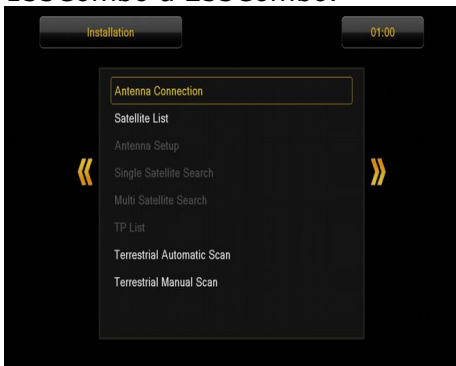 Installation
01:00
Antenna Connection
Satellite List
Antenna Setup
Single Satellite Search
Multi Satellite Search
TP List
Terrestrial Automatic Scan
Terrestrial Manual Scan